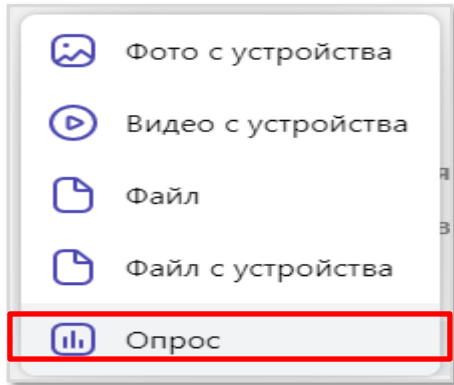 Фото с устройства
Видео с устройства
Файл
Файл с устройства
Опрос